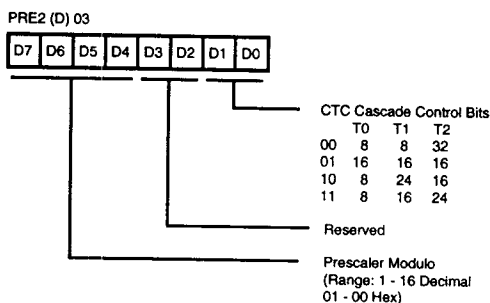 PRE2 (D) 03
D7 D6 D5 D4 D3 D2 D1 D0
CTC Cascade Control Bits
T0 T1 T2
00 8 8 32
01 16 16 16
10 8 24 16
11 8 16 24
Reserved
Prescaler Modulo
(Range: 1 - 16 Decimal
01 - 00 Hex)